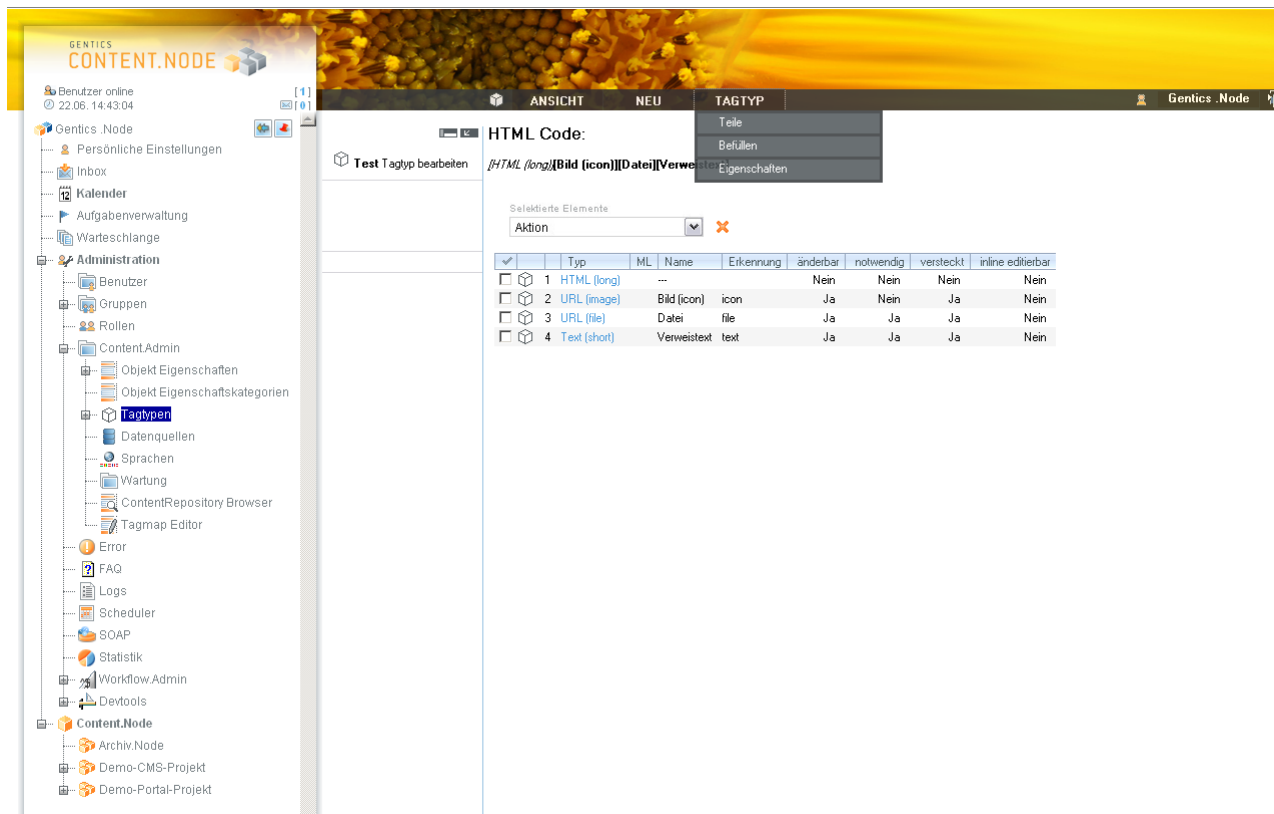 GENTICS
CONTENT.NODE
Benutzer online [1]
22.06. 14:43:04 [0]
ANSICHT NEU TAGTYP Gentics .Node
Teile
Befüllen
Eigenschaften
Gentics .Node
Persönliche Einstellungen
Inbox
12 Kalender
Aufgabenverwaltung
Warteschlange
Administration
Benutzer
Gruppen
Rollen
Content.Admin
Objekt Eigenschaften
Objekt Eigenschaftskategorien
Tagtypen
Datenquellen
Sprachen
Wartung
ContentRepository Browser
Tagmap Editor
Error
FAQ
Logs
Scheduler
SOAP
Statistik
Workflow.Admin
Devtools
Content.Node
Archiv.Node
Demo-CMS-Projekt
Demo-Portal-Projekt
Test Tagtyp bearbeiten
HTML Code:
[HTML (long)][Bild (icon)][Datei][Verweistext]
Selektierte Elemente
Aktion
Typ ML Name Erkennung änderbar notwendig versteckt inline editierbar
1 HTML (long) --- Nein Nein Nein Nein
2 URL (image) Bild (icon) icon Ja Nein Ja Nein
3 URL (file) Datei file Ja Ja Ja Nein
4 Text (short) Verweistext text Ja Ja Ja Nein